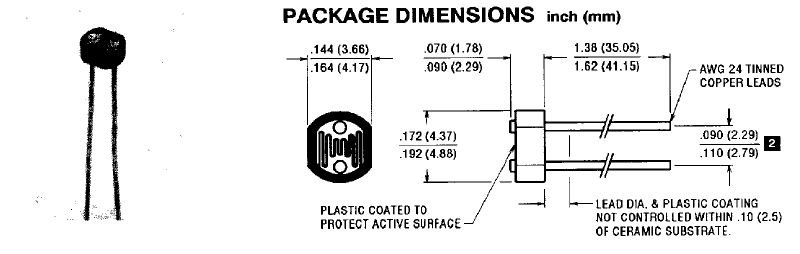 PACKAGE DIMENSIONS inch (mm)
.144 (3.66)
.164 (4.17)
.070 (1.78)
.090 (2.29)
1.38 (35.05)
1.62 (41.15)
AWG 24 TINNED
COPPER LEADS
.172 (4.37)
.192 (4.88)
.090 (2.29)
.110 (2.79)
2
PLASTIC COATED TO
PROTECT ACTIVE SURFACE
LEAD DIA. & PLASTIC COATING
NOT CONTROLLED WITHIN .10 (2.5)
OF CERAMIC SUBSTRATE.